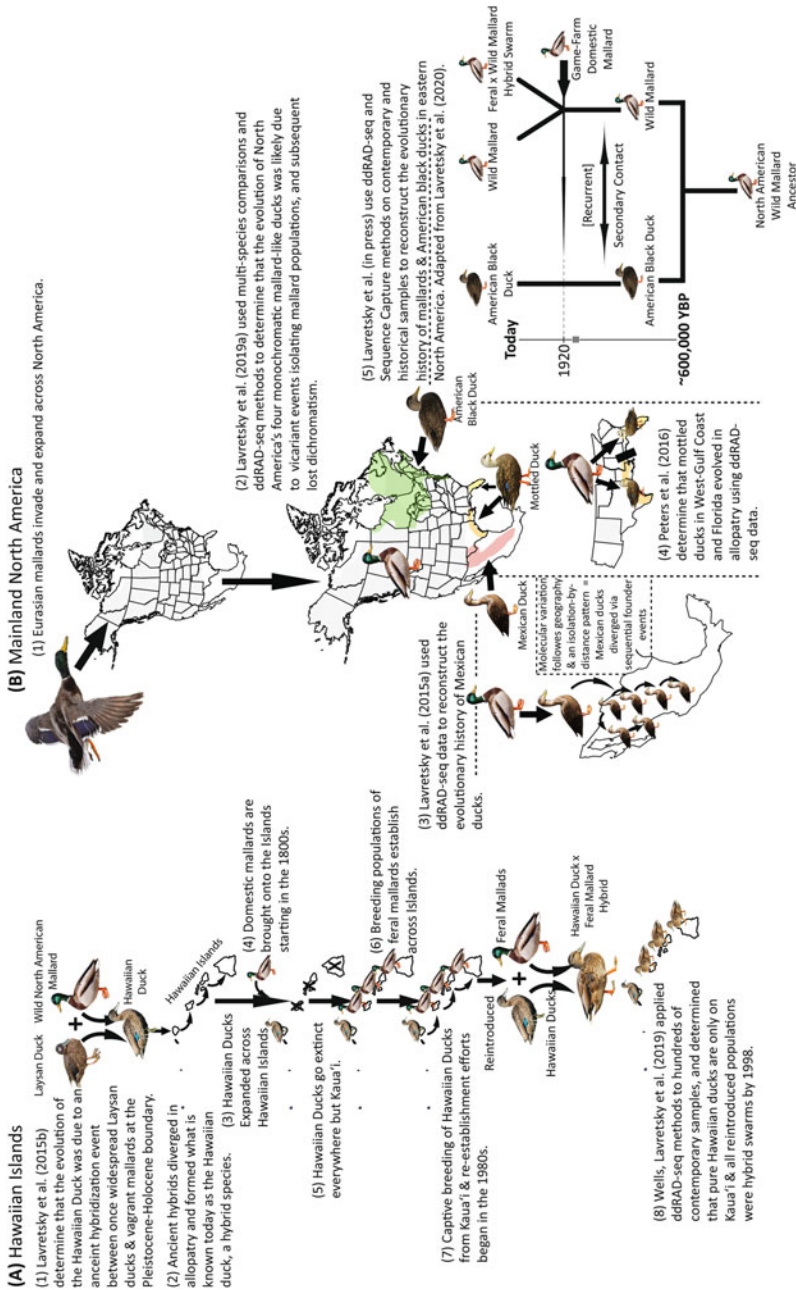 (A) Hawaiian Islands
(1) Lavretsky et al. (2015b)
determine that the evolution of
the Hawaiian Duck was due to an
anceint hybridization event
between once widespread Laysan
ducks & vagrant mallards at the
Pleistocene-Holocene boundary.
Laysan Duck
Wild North American
Mallard
+
Hawaiian
Duck
(2) Ancient hybrids diverged in
allopatry and formed what is
known today as the Hawaiian
duck, a hybrid species.
Hawaiian Islands
(3) Hawaiian Ducks
Expanded across
Hawaiian Islands
(4) Domestic mallards are
brought onto the Islands
starting in the 1800s.
(5) Hawaiian Ducks go extinct
everywhere but Kaua'i.
(6) Breeding populations of
feral mallards establish
across Islands.
(7) Captive breeding of Hawaiian Ducks
from Kaua'i & re-establishment efforts
began in the 1980s.
Reintroduced
Hawaiian Ducks
+
Feral Mallads
Hawaiian Duck x
Feral Mallard
Hybrid
(8) Wells, Lavretsky et al. (2019) applied
ddRAD-seq methods to hundreds of
contemporary samples, and determined
that pure Hawaiian ducks are only on
Kaua'i & all reintroduced populations
were hybrid swarms by 1998.
(B) Mainland North America
(1) Eurasian mallards invade and expand across North America.
(2) Lavretsky et al. (2019a) used multi-species comparisons and
ddRAD-seq methods to determine that the evolution of North
America's four monochromatic mallard-like ducks was likely due
to vicariant events isolating mallard populations, and subsequent
lost dichromatism.
American
Black Duck
Mottled Duck
Mexican Duck
(3) Lavretsky et al. (2015a) used
ddRAD-seq data to reconstruct the
evolutionary history of Mexican
ducks.
Molecular variation
followes geography
& an isolation-by-
distance pattern =
Mexican ducks
diverged via
sequential founder
events
(4) Peters et al. (2016)
determine that mottled
ducks in West-Gulf Coast
and Florida evolved in
allopatry using ddRAD-
seq data.
(5) Lavretsky et al. (in press) use ddRAD-seq and
Sequence Capture methods on contemporary and
historical samples to reconstruct the evolutionary
history of mallards & American black ducks in eastern
North America. Adapted from Lavretsky et al. (2020).
Today
1920
~600,000 YBP
American Black
Duck
Wild Mallard
Feral x Wild Mallard
Hybrid Swarm
Game-Farm
Domestic
Mallard
[Recurrent]
Secondary Contact
American Black Duck
Wild Mallard
North American
Wild Mallard
Ancestor